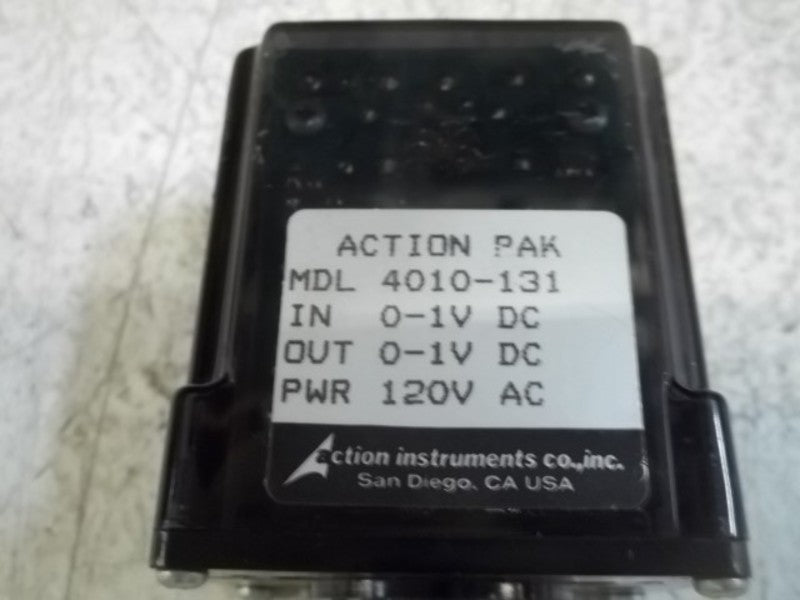 ACTION PAK
MDL 4010-131
IN 0-1V DC
OUT 0-1V DC
PWR 120V AC
action instruments co.,inc.
San Diego, CA USA